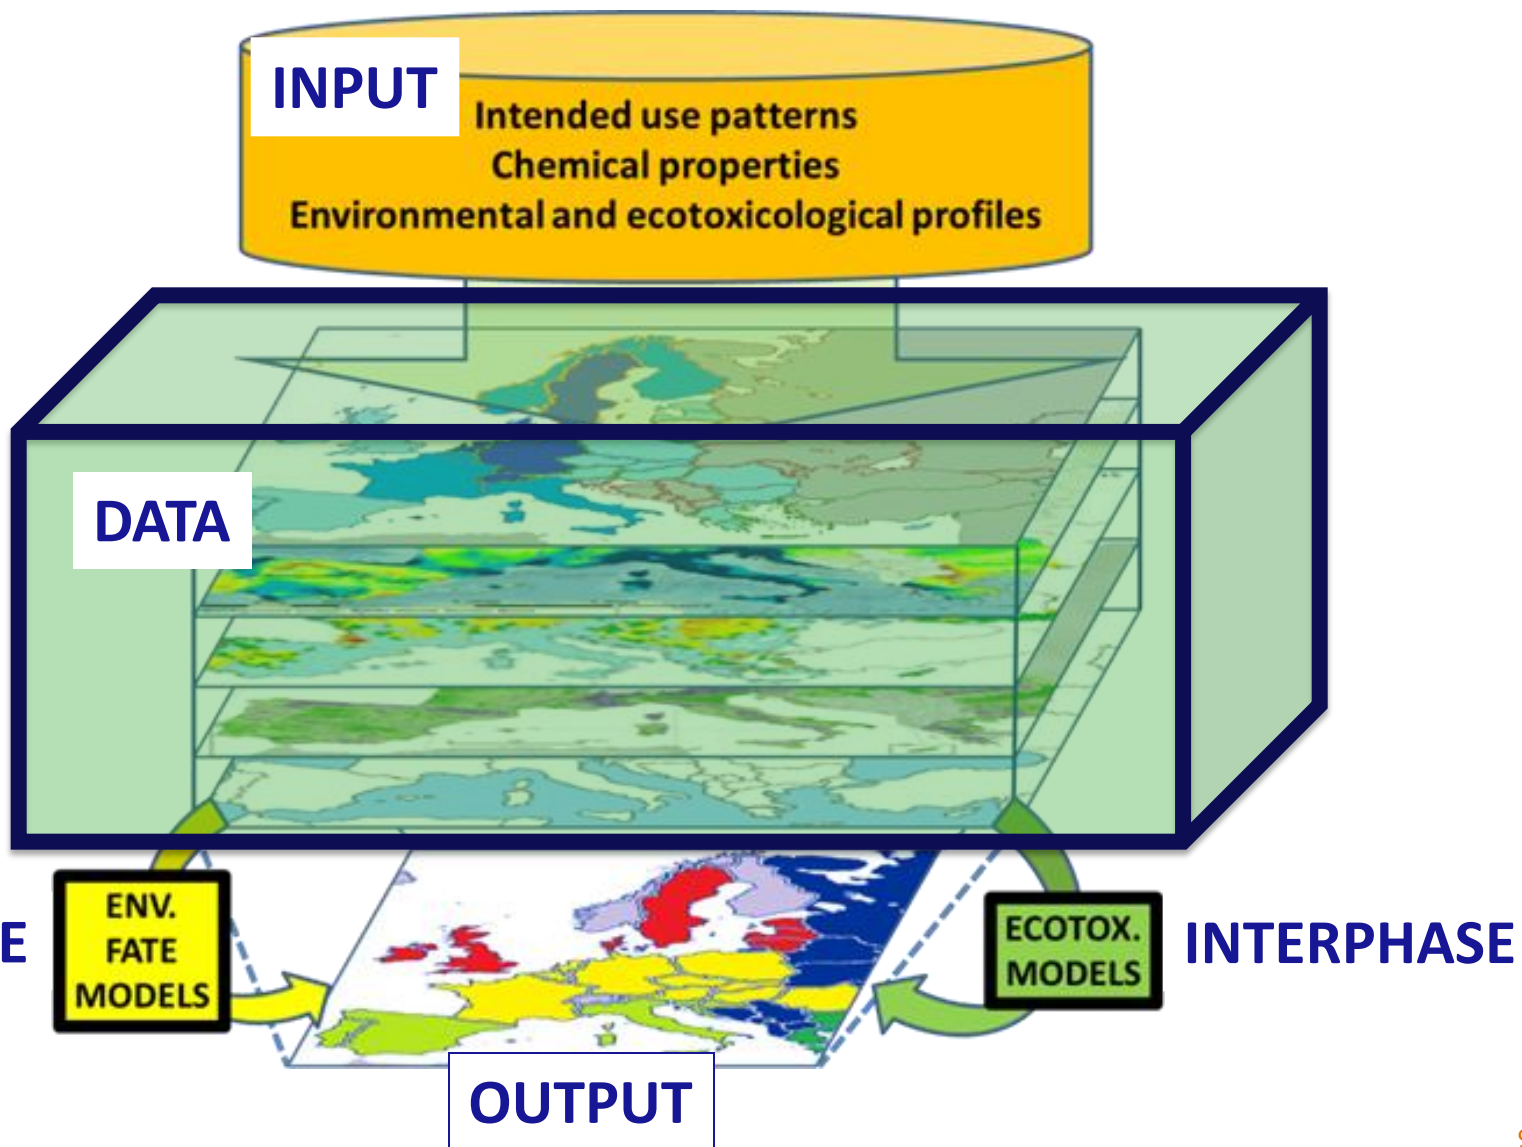 INPUT
Intended use patterns
Chemical properties
Environmental and ecotoxicological profiles
DATA
ENV.
FATE
MODELS
E
ECOTOX.
MODELS
INTERPHASE
OUTPUT